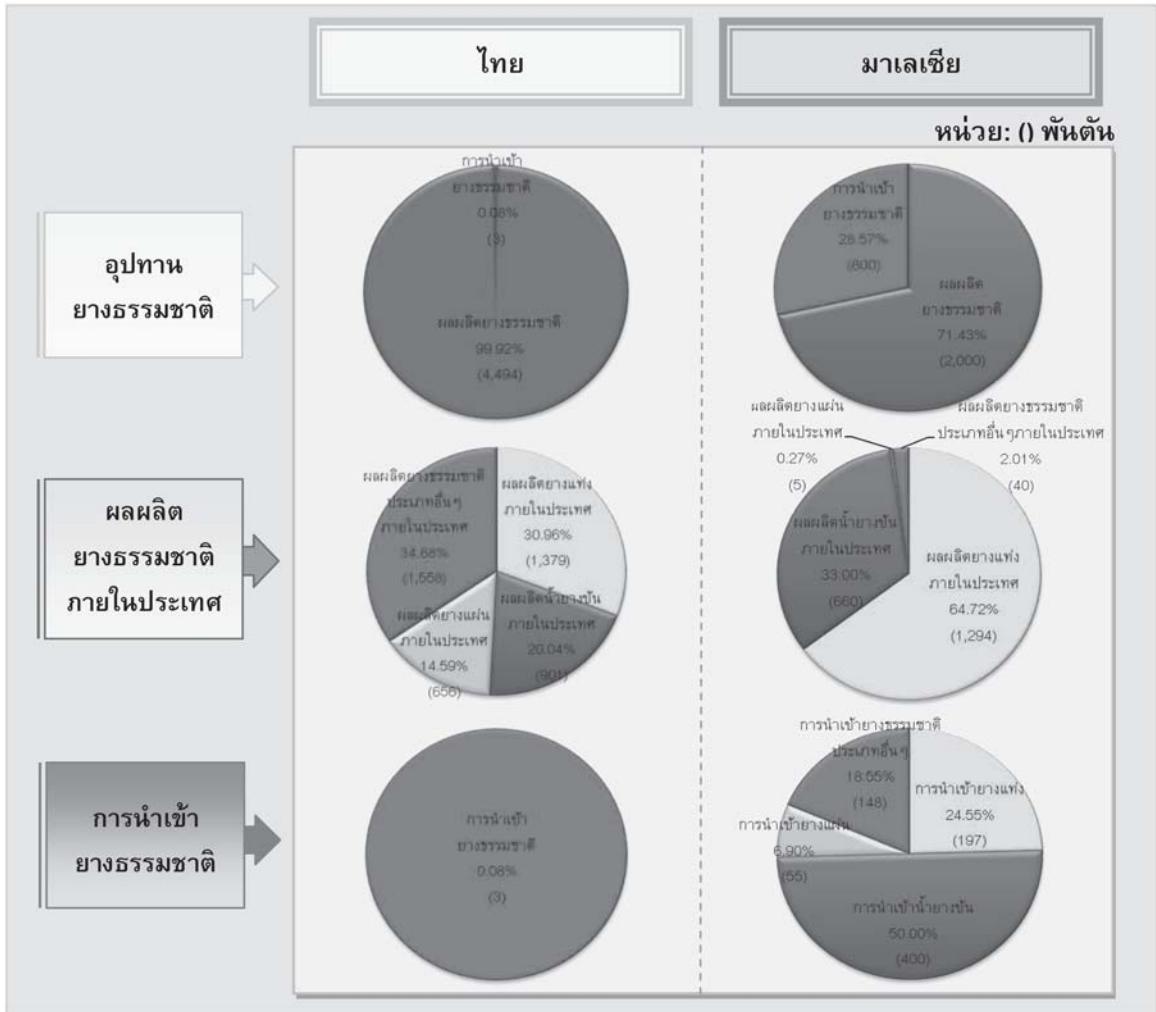 ไทย
มาเลเซีย
หน่วย: () พันตัน
อุปทาน
ยางธรรมชาติ
การนำเข้า
ยางธรรมชาติ
0.08%
(3)
ผลผลิตยางธรรมชาติ
99.92%
(4,494)
การนำเข้า
ยางธรรมชาติ
28.57%
(800)
ผลผลิต
ยางธรรมชาติ
71.43%
(2,000)
ผลผลิต
ยางธรรมชาติ
ภายในประเทศ
ผลผลิตยางธรรมชาติ
ประเภทอื่นๆ
ภายในประเทศ
34.68%
(1,558)
ผลผลิตยางแท่ง
ภายในประเทศ
30.96%
(1,379)
ผลผลิตยางแผ่น
ภายในประเทศ
14.59%
(656)
ผลผลิตน้ำยางข้น
ภายในประเทศ
20.04%
(901)
ผลผลิตยางแผ่น
ภายในประเทศ
0.27%
(5)
ผลผลิตยางธรรมชาติ
ประเภทอื่นๆภายในประเทศ
2.01%
(40)
ผลผลิตน้ำยางข้น
ภายในประเทศ
33.00%
(660)
ผลผลิตยางแท่ง
ภายในประเทศ
64.72%
(1,294)
การนำเข้า
ยางธรรมชาติ
การนำเข้า
ยางธรรมชาติ
0.08%
(3)
การนำเข้ายางธรรมชาติ
ประเภทอื่นๆ
18.55%
(148)
การนำเข้ายางแท่ง
24.55%
(197)
การนำเข้ายางแผ่น
6.90%
(55)
การนำเข้าน้ำยางข้น
50.00%
(400)